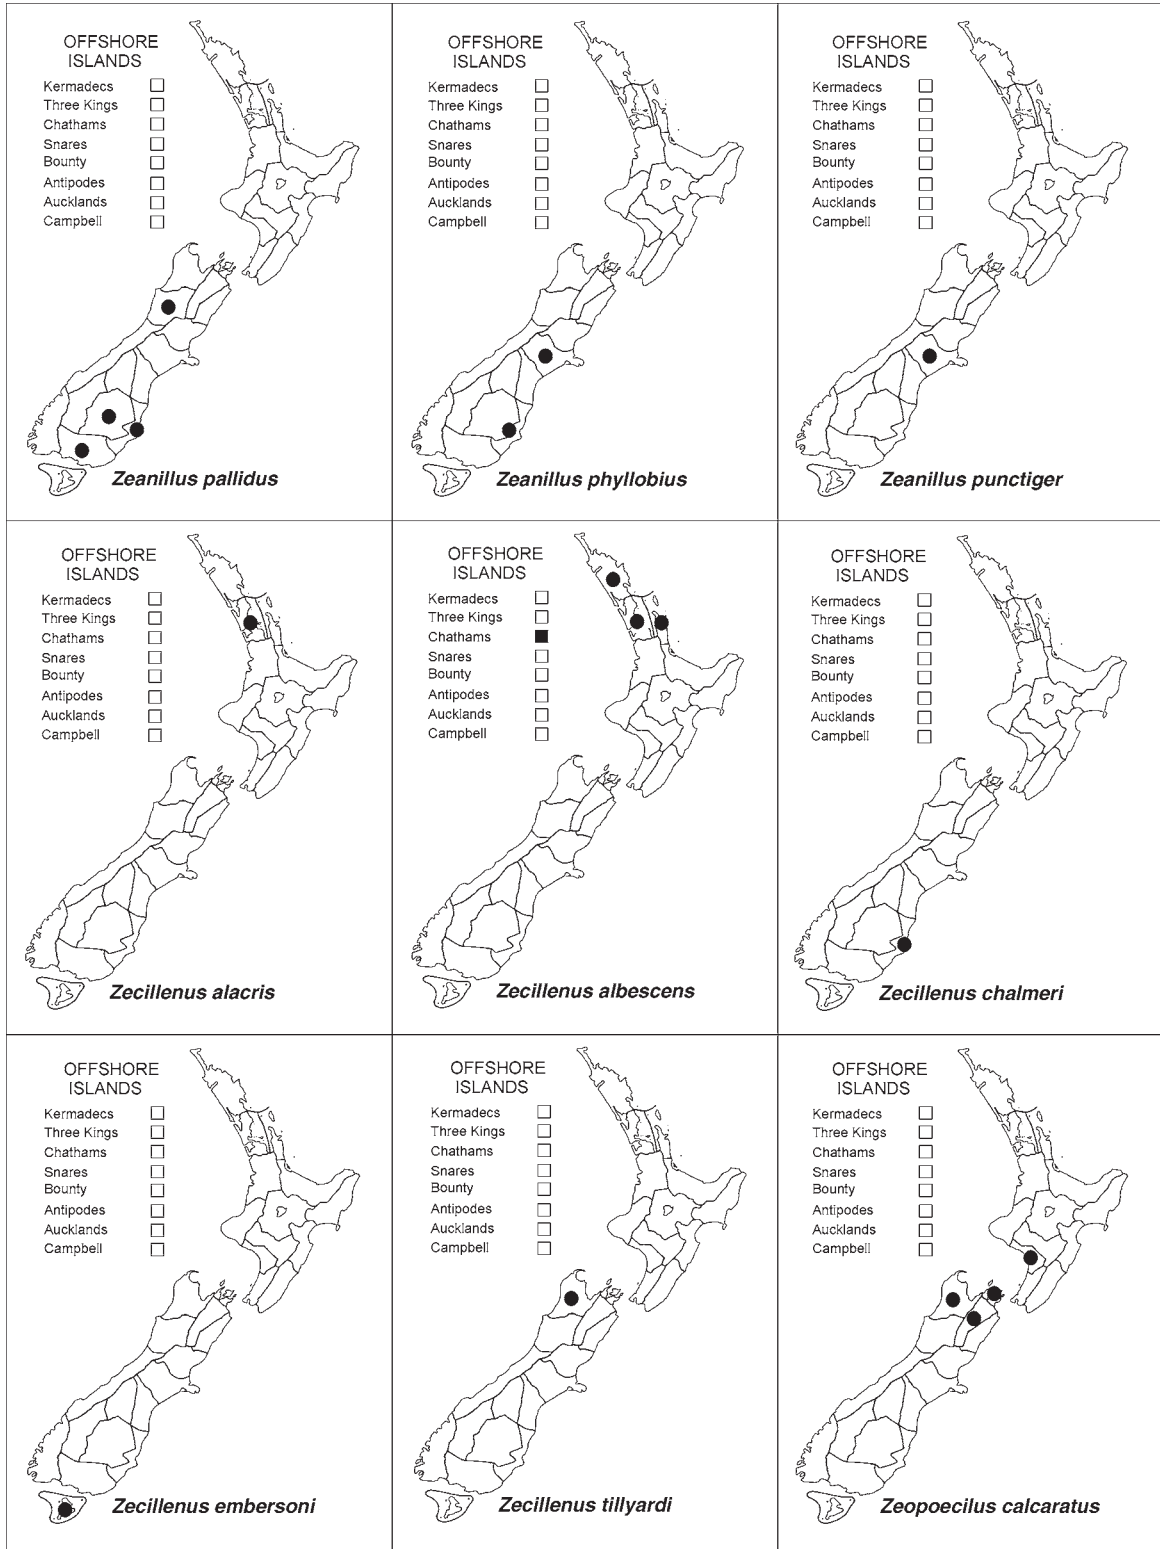 OFFSHORE
ISLANDS
Kermadecs
Three Kings
Chathams
Snares
Bounty
Antipodes
Aucklands
Campbell
Zeanillus pallidus
OFFSHORE
ISLANDS
Kermadecs
Three Kings
Chathams
Snares
Bounty
Antipodes
Aucklands
Campbell
Zeanillus phyllobius
OFFSHORE
ISLANDS
Kermadecs
Three Kings
Chathams
Snares
Bounty
Antipodes
Aucklands
Campbell
Zeanillus punctiger
OFFSHORE
ISLANDS
Kermadecs
Three Kings
Chathams
Snares
Bounty
Antipodes
Aucklands
Campbell
Zecillenus alacris
OFFSHORE
ISLANDS
Kermadecs
Three Kings
Chathams
Snares
Bounty
Antipodes
Aucklands
Campbell
Zecillenus albescens
OFFSHORE
ISLANDS
Kermadecs
Three Kings
Chathams
Snares
Bounty
Antipodes
Aucklands
Campbell
Zecillenus chalmeri
OFFSHORE
ISLANDS
Kermadecs
Three Kings
Chathams
Snares
Bounty
Antipodes
Aucklands
Campbell
Zecillenus embersoni
OFFSHORE
ISLANDS
Kermadecs
Three Kings
Chathams
Snares
Bounty
Antipodes
Aucklands
Campbell
Zecillenus tillyardi
OFFSHORE
ISLANDS
Kermadecs
Three Kings
Chathams
Snares
Bounty
Antipodes
Aucklands
Campbell
Zeopoecilus calcaratus